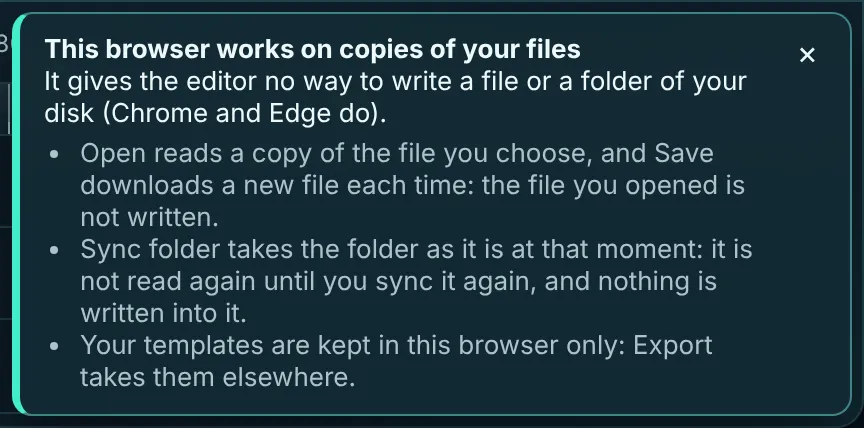 This browser works on copies of your files
It gives the editor no way to write a file or a folder of your
disk (Chrome and Edge do).
• Open reads a copy of the file you choose, and Save
downloads a new file each time: the file you opened is
not written.
• Sync folder takes the folder as it is at that moment: it is
not read again until you sync it again, and nothing is
written into it.
• Your templates are kept in this browser only: Export
takes them elsewhere.